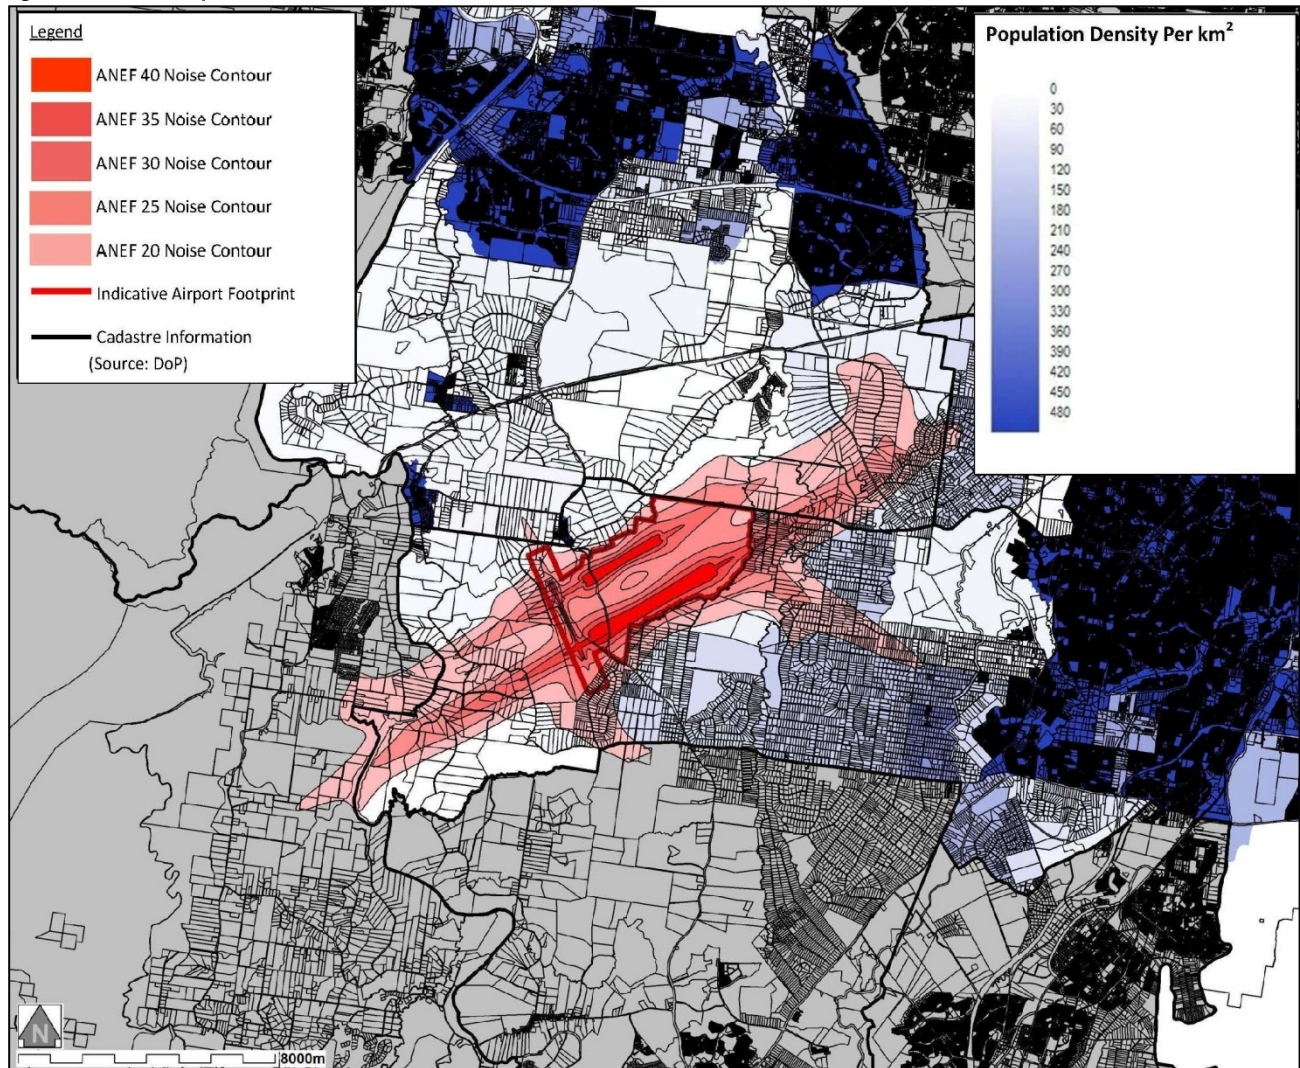 Legend
ANEF 40 Noise Contour
ANEF 35 Noise Contour
ANEF 30 Noise Contour
ANEF 25 Noise Contour
ANEF 20 Noise Contour
Indicative Airport Footprint
Cadastre Information
(Source: DoP)
Population Density Per km²
0
30
60
90
120
150
180
210
240
270
300
330
360
390
420
450
480
N
8000m